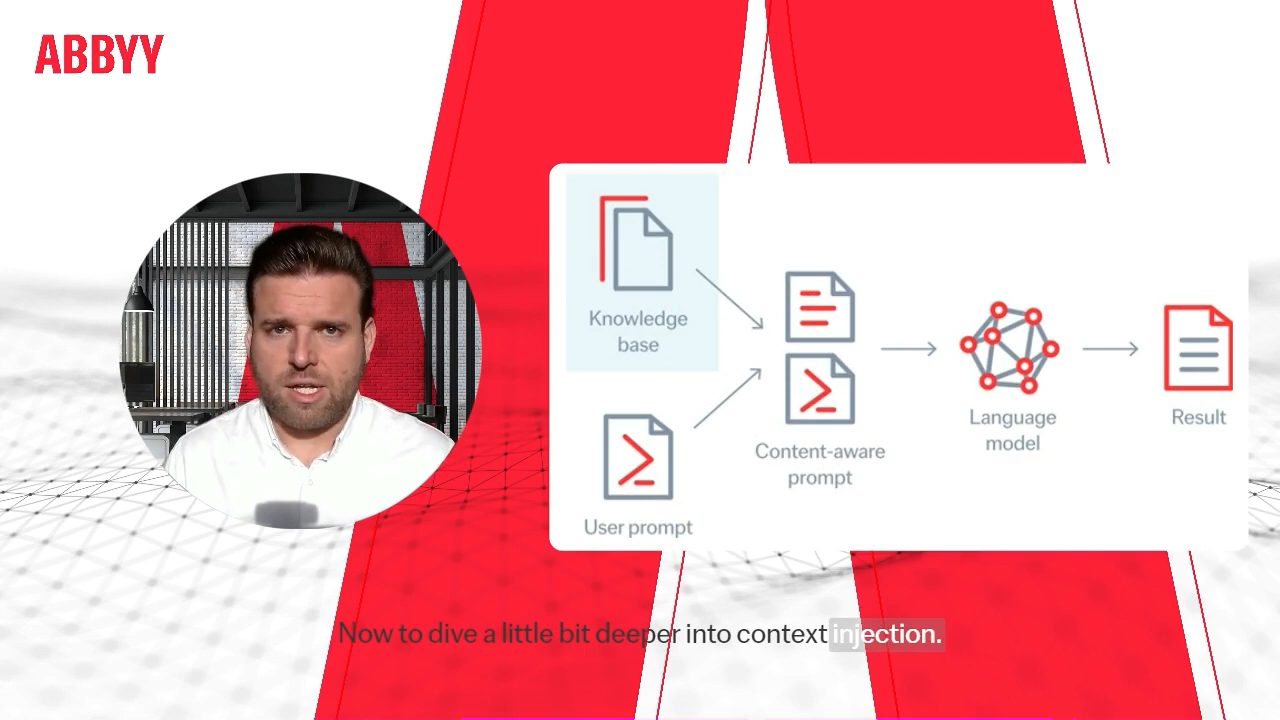 ABBYY
Knowledge
base
User prompt
Content-aware
prompt
Language
model
Result
Now to dive a little bit deeper into context injection.